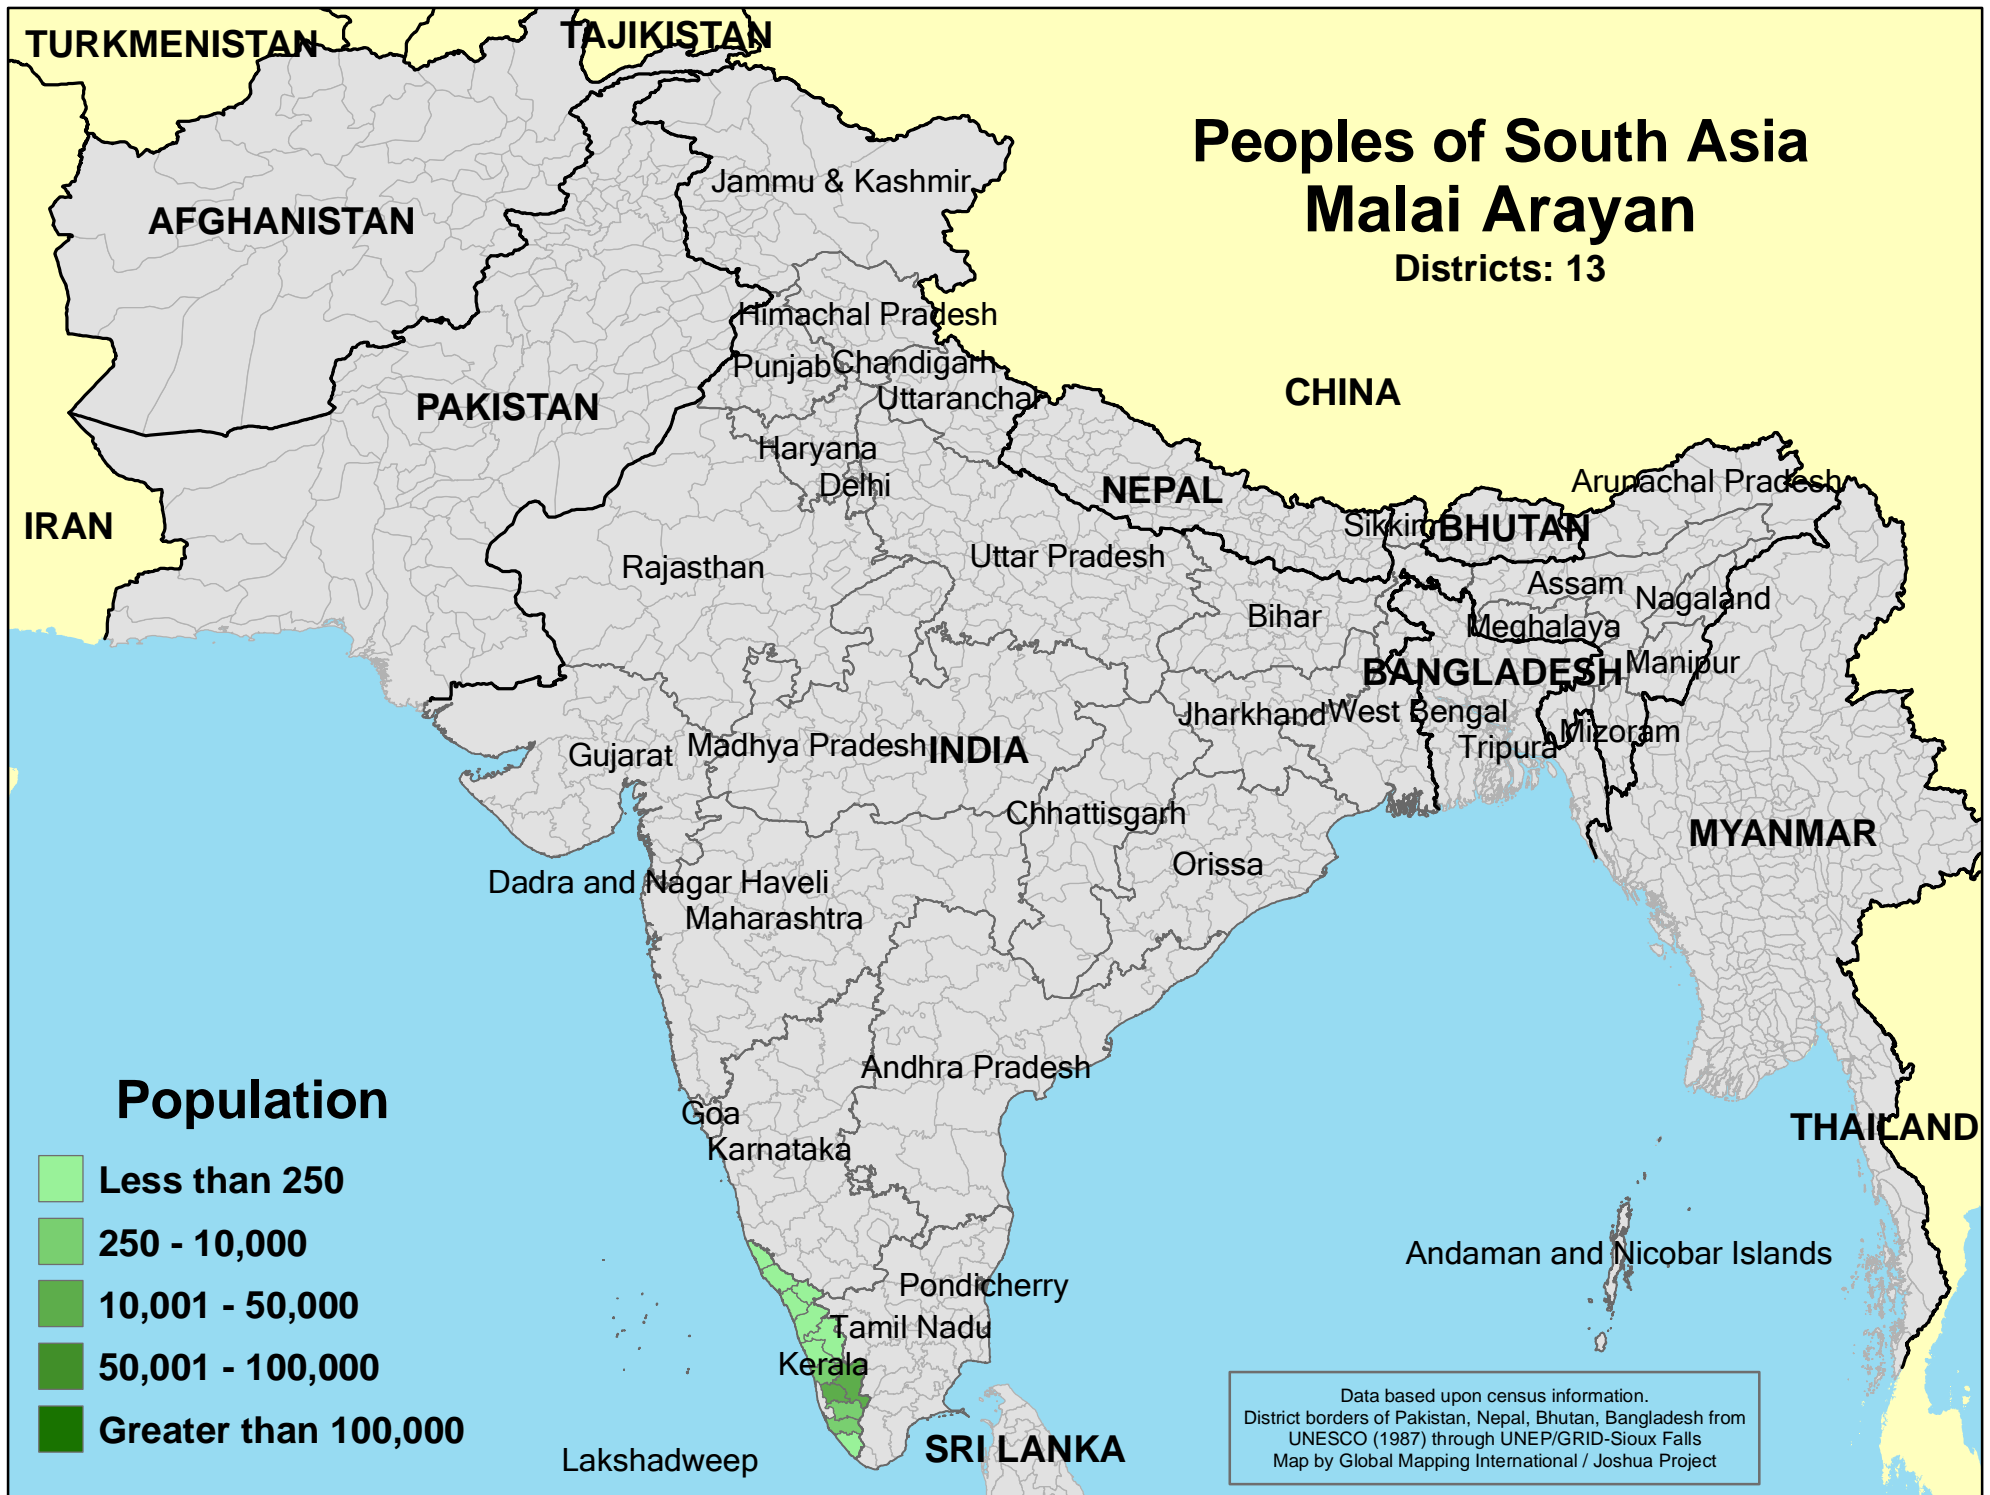 TURKMENISTAN
TAJIKISTAN
Peoples of South Asia
Malai Arayan
Districts: 13
Jammu & Kashmir
AFGHANISTAN
Himachal Pradesh
Punjab
Chandigarh
CHINA
Uttaranchal
PAKISTAN
Haryana
Delhi
NEPAL
Arunachal Pradesh
IRAN
Sikkim
BHUTAN
Rajasthan
Uttar Pradesh
Assam
Nagaland
Bihar
Meghalaya
BANGLADESH
Manipur
Jharkhand
West Bengal
Gujarat
Madhya Pradesh
INDIA
Tripura
Mizoram
Chhattisgarh
MYANMAR
Orissa
Dadra and Nagar Haveli
Maharashtra
Andhra Pradesh
Goa
Karnataka
THAILAND
Andaman and Nicobar Islands
Pondicherry
Tamil Nadu
Kerala
SRI LANKA
Lakshadweep
Population
Less than 250
250 - 10,000
10,001 - 50,000
50,001 - 100,000
Greater than 100,000
Data based upon census information.
District borders of Pakistan, Nepal, Bhutan, Bangladesh from
UNESCO (1987) through UNEP/GRID-Sioux Falls
Map by Global Mapping International / Joshua Project